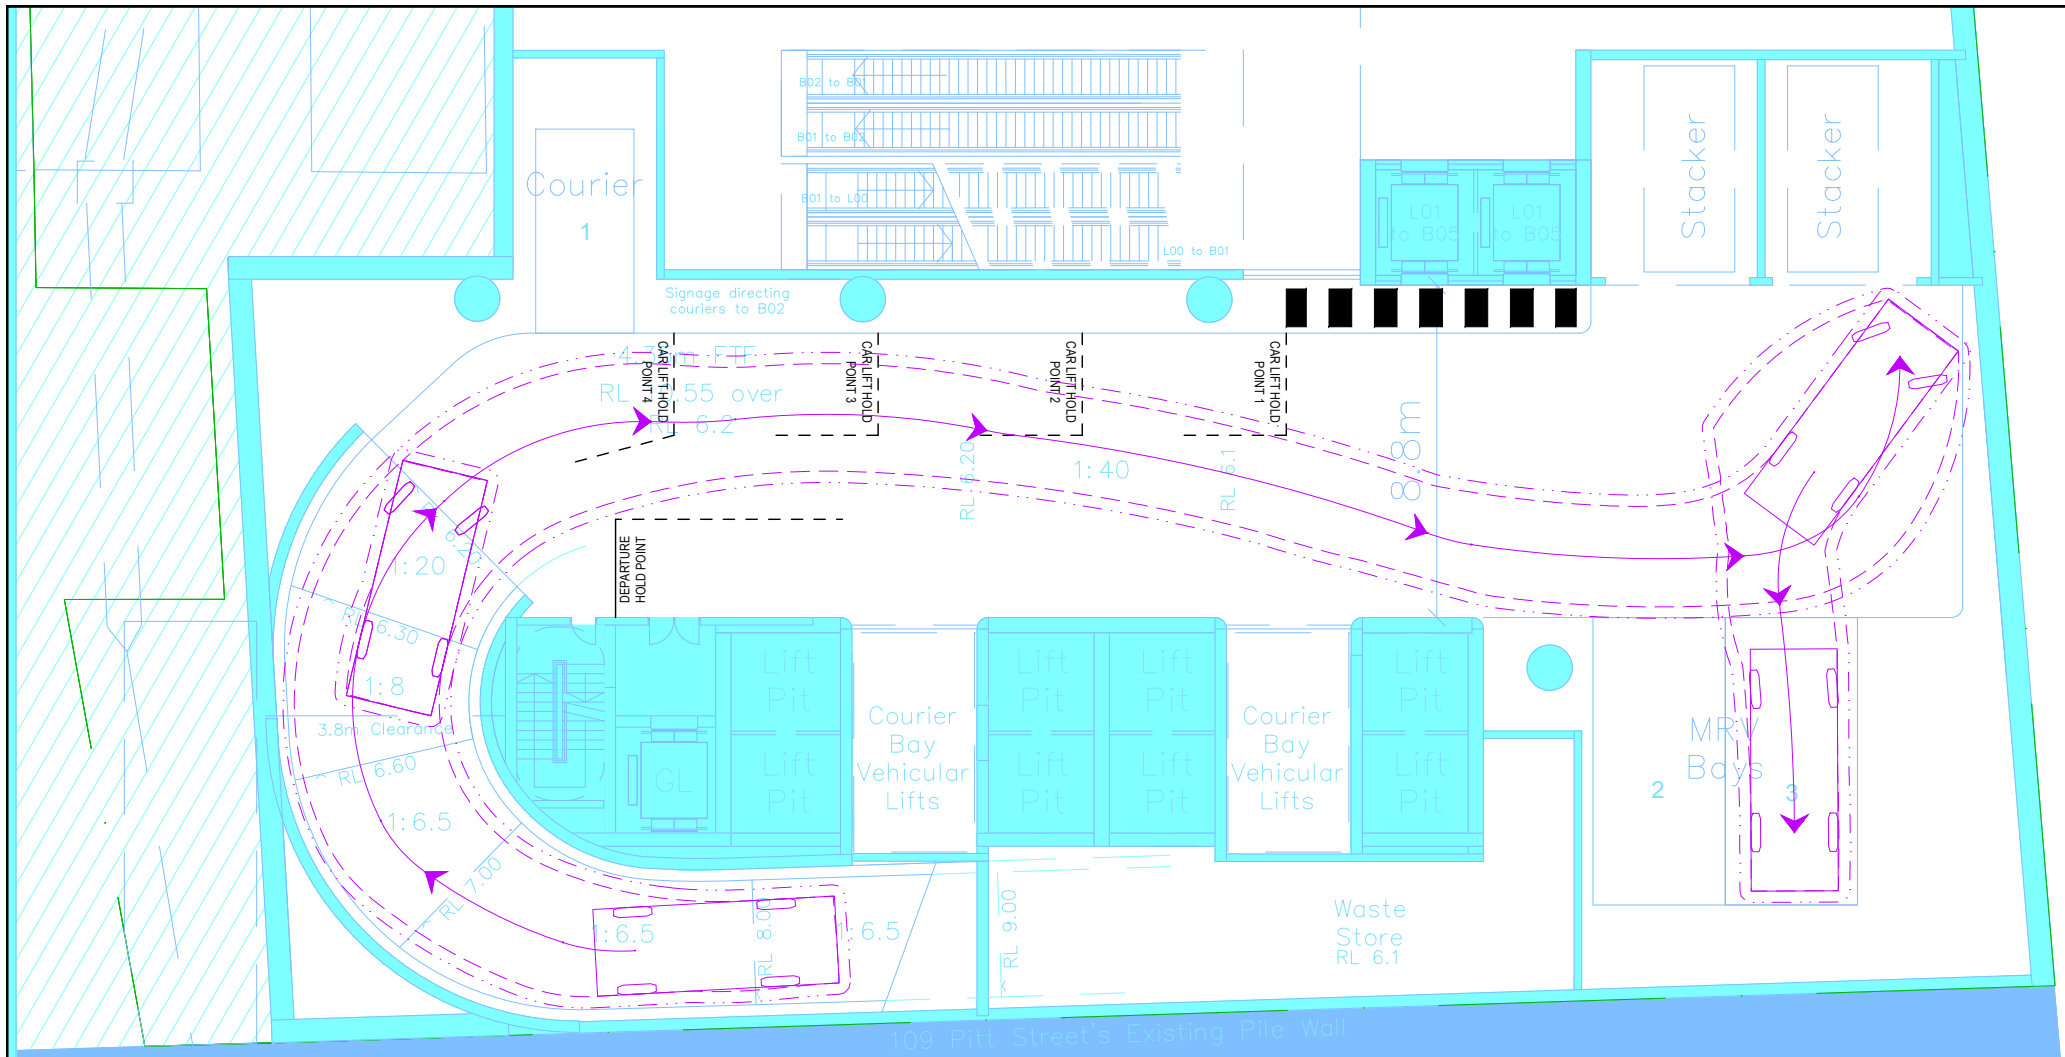 B02 to B01
B01 to B02
B01 to L00
L00 to B01
Courier
1
L01
to B05
L01
to B05
Stacker
Stacker
Signage directing
couriers to B02
CAR LIFT HOLD
POINT 4
CAR LIFT HOLD
POINT 3
CAR LIFT HOLD
POINT 2
CAR LIFT HOLD
POINT 1
FTF
over
RL 6.2
RL 6.20
1:40
RL 6.1
8.8m
DEPARTURE
HOLD POINT
1:20
RL 6.30
1:8
3.8m Clearance
RL 6.60
1:6.5
RL 7.00
1:6.5
RL 8.00
1:6.5
RL 9.00
GL
Lift
Pit
Lift
Pit
Courier
Bay
Vehicular
Lifts
Lift
Pit
Lift
Pit
Lift
Pit
Lift
Pit
Courier
Bay
Vehicular
Lifts
Lift
Pit
Lift
Pit
MRV
Bays
2
3
Waste
Store
RL 6.1
109 Pitt Street's Existing Pile Wall